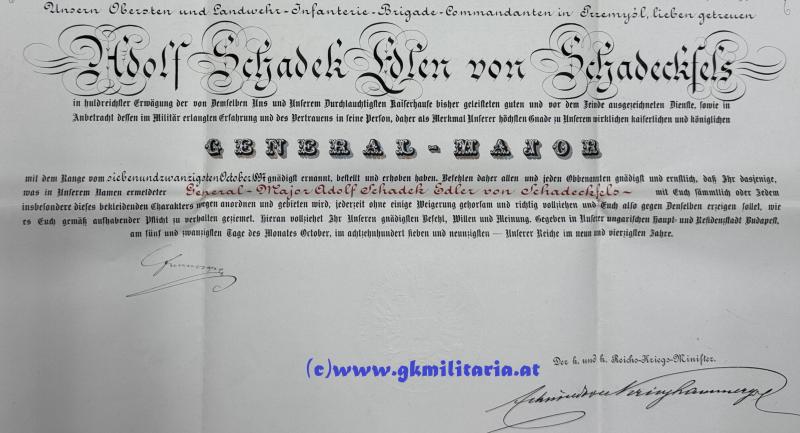 Unsern Obersten und Landwehr-Infanterie-Brigade-Commandanten in Przemyśl, lieben getreuen
Adolf Schadek Edlen von Schadeckfels
in huldreichster Erwägung der von Demselben Uns und Unserem Durchlauchtigsten Kaiserhause bisher geleisteten guten und vor dem Feinde ausgezeichneten Dienste, sowie in
Anbetracht dessen im Militär erlangten Erfahrung und des Vertrauens in seine Person, daher als Merkmal Unserer höchsten Gnade zu Unserem wirklichen kaiserlichen und königlichen
GENERAL-MAJOR
mit dem Range vom siebenundzwanzigsten October 1897 gnädigst ernannt, bestellt und erhoben haben. Befehlen daher allen und jeden Obbenannten gnädigst und ernstlich, daß Ihr dasjenige,
was in Unserem Namen ermeldeter General-Major Adolf Schadek Edler von Schadeckfels- mit Euch sämmtlich oder Jedem
insbesondere dieses bekleidenden Charakters wegen anordnen und gebieten wird, jederzeit ohne einige Weigerung gehorsam und richtig vollziehen und Euch also gegen Denselben erzeigen sollet, wie
es Euch gemäß aufhabender Pflicht zu verhalten geziemet. Hieran vollziehet Ihr Unseren gnädigsten Befehl, Willen und Meinung. Gegeben in Unserer ungarischen Haupt- und Residenzstadt Budapest,
am fünf und zwanzigsten Tage des Monates October, im achtzehnhundert sieben und neunzigsten — Unserer Reiche im neun und vierzigsten Jahre.
(c)www.gkmilitaria.at
Der k. und k. Reichs-Kriegs-Minister.